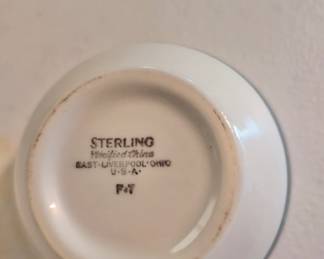 STERLING
Vitrified China
EAST·LIVERPOOL·OHIO
U·S·A·
F-7